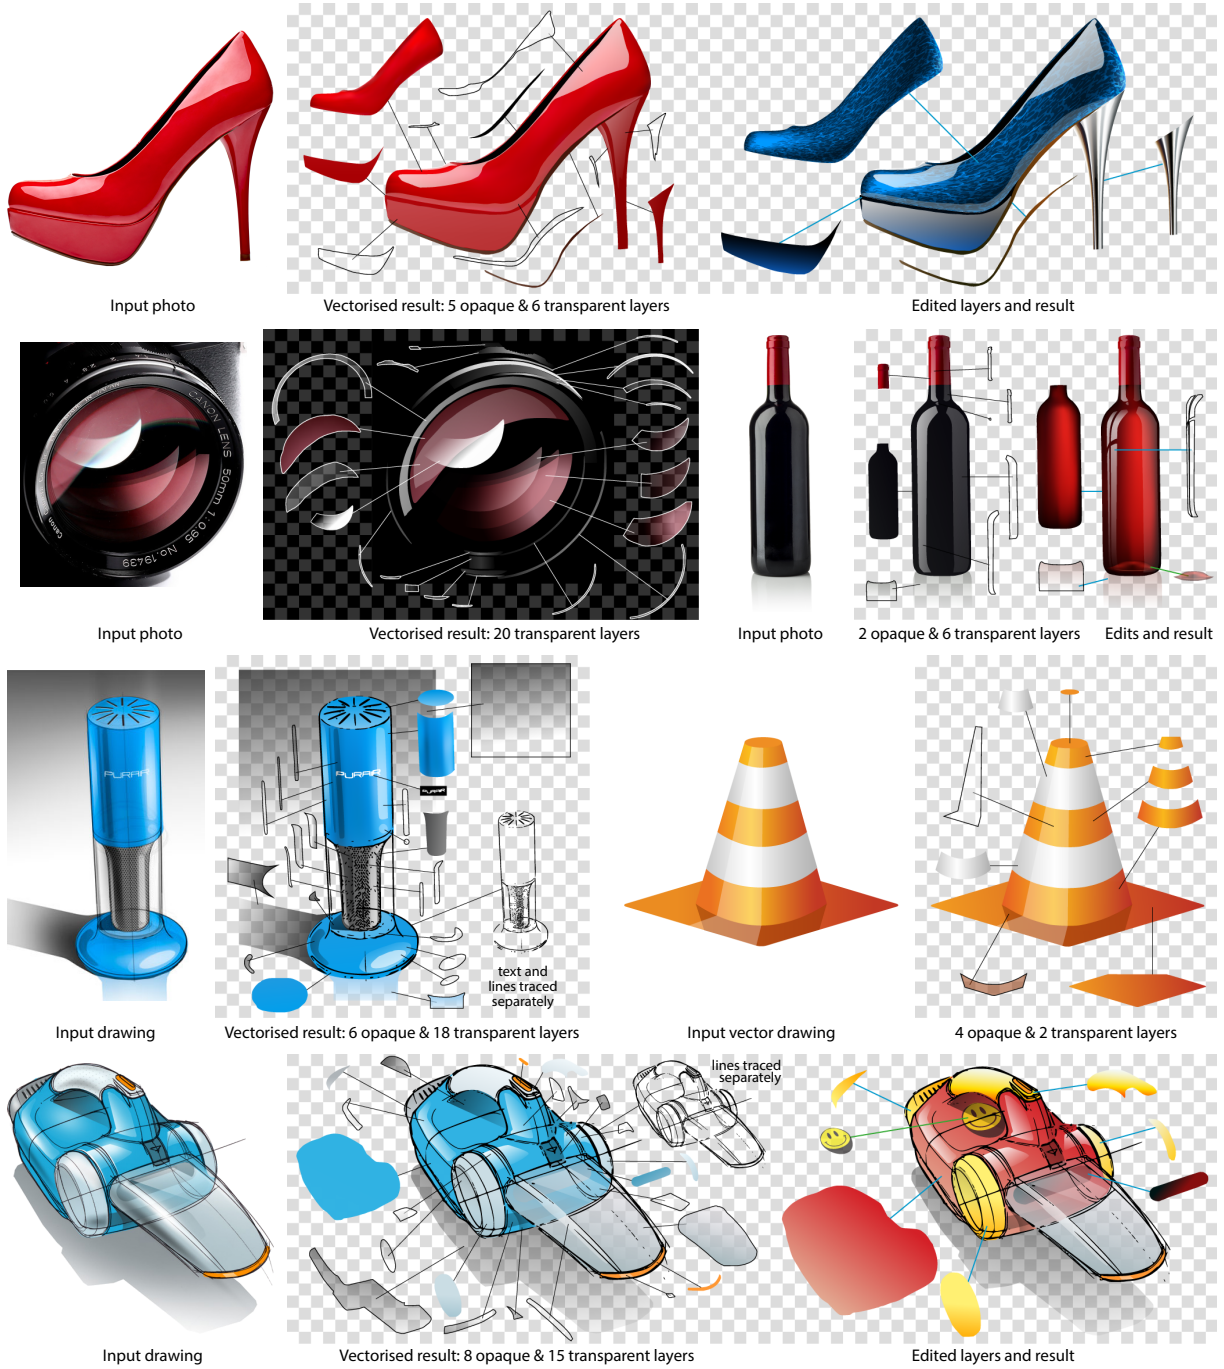 Input photo
Vectorised result: 5 opaque & 6 transparent layers
Edited layers and result
CANON LENS 50mm 1:0.95 No.19439
Canon
Input photo
Vectorised result: 20 transparent layers
Input photo
2 opaque & 6 transparent layers
Edits and result
PURAIR
PURAIR
PURAIR
text and
lines traced
separately
Input drawing
Vectorised result: 6 opaque & 18 transparent layers
Input vector drawing
4 opaque & 2 transparent layers
lines traced
separately
Input drawing
Vectorised result: 8 opaque & 15 transparent layers
Edited layers and result